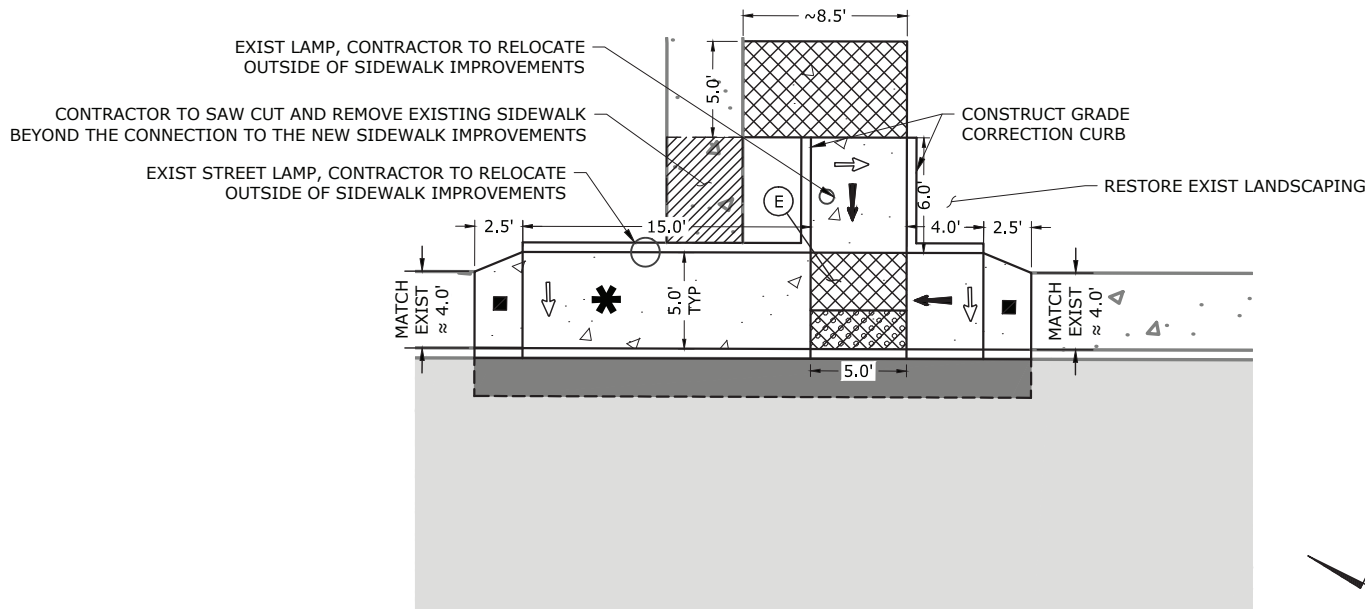 ~8.5'
EXIST LAMP, CONTRACTOR TO RELOCATE
OUTSIDE OF SIDEWALK IMPROVEMENTS
5.0'
CONTRACTOR TO SAW CUT AND REMOVE EXISTING SIDEWALK
BEYOND THE CONNECTION TO THE NEW SIDEWALK IMPROVEMENTS
CONSTRUCT GRADE
CORRECTION CURB
EXIST STREET LAMP, CONTRACTOR TO RELOCATE
OUTSIDE OF SIDEWALK IMPROVEMENTS
RESTORE EXIST LANDSCAPING
E
6.0'
2.5'
15.0'
4.0'
2.5'
MATCH
EXIST
≈ 4.0'
5.0'
TYP
MATCH
EXIST
≈ 4.0'
5.0'